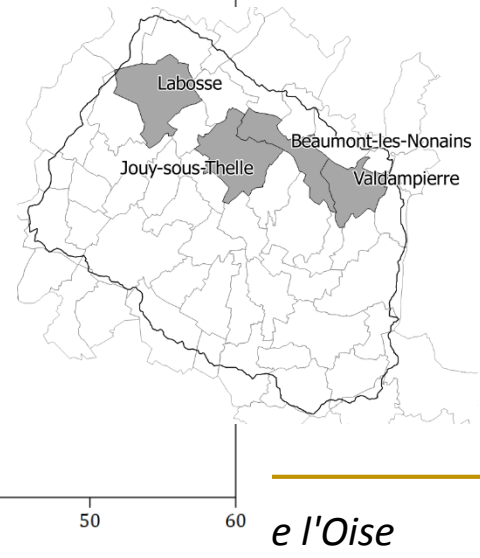 Labosse
Beaumont-les-Nonains
Jouy-sous-Thelle
Valdampierre
50 60
e l'Oise